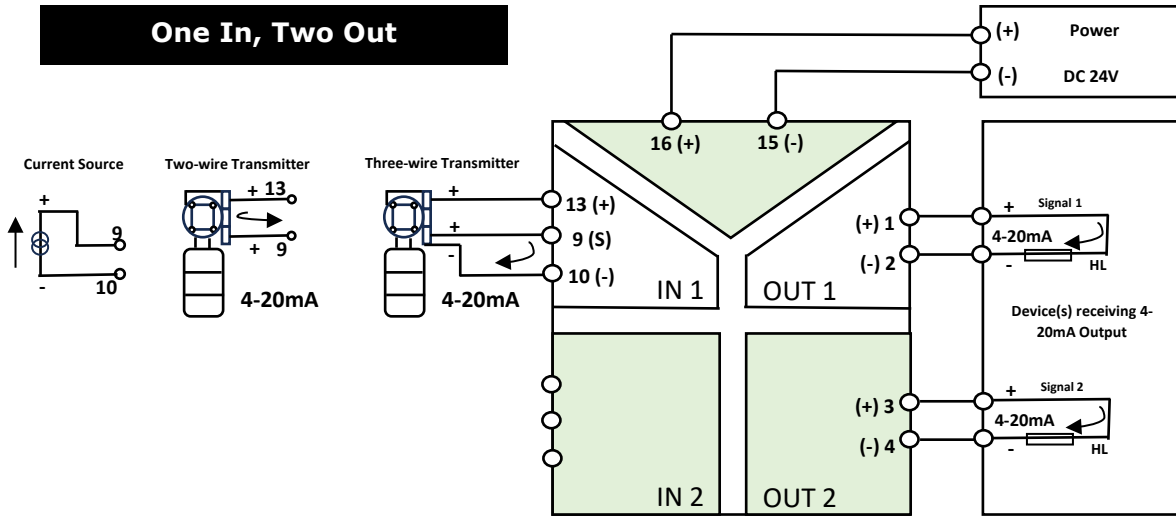 One In, Two Out
(+) Power
(-) DC 24V
16 (+) 15 (-)
Current Source
+
9
-
10
Two-wire Transmitter
+ 13
+ 9
4-20mA
Three-wire Transmitter
+
+
-
4-20mA
13 (+)
9 (S)
10 (-)
IN 1
(+) 1
(-) 2
OUT 1
+ Signal 1
4-20mA
- HL
Device(s) receiving 4-
20mA Output
IN 2
(+) 3
(-) 4
OUT 2
+ Signal 2
4-20mA
- HL